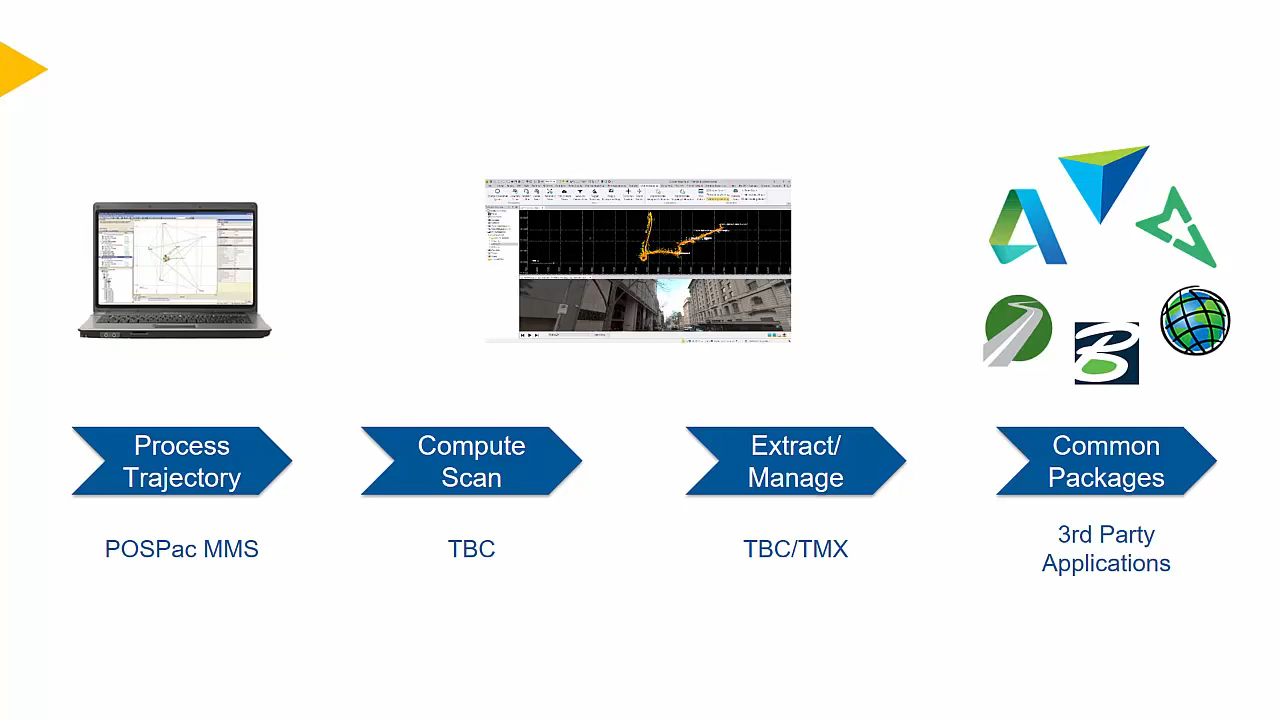 Process
Trajectory
Compute
Scan
Extract/
Manage
Common
Packages
POSPac MMS
TBC
TBC/TMX
3rd Party
Applications